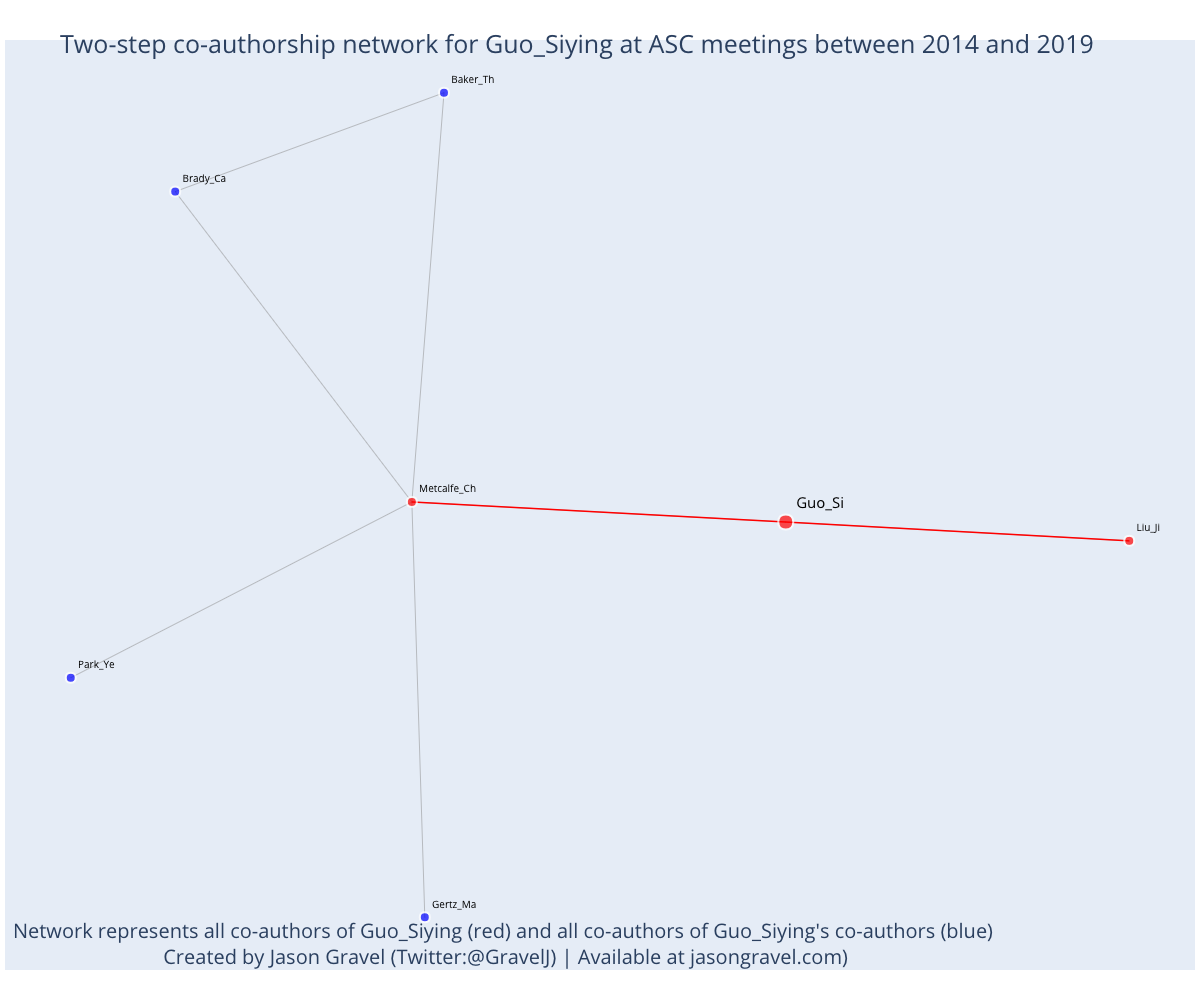 Two-step co-authorship network for Guo_Siying at ASC meetings between 2014 and 2019
Baker_Th
Brady_Ca
Metcalfe_Ch
Guo_Si
Liu_Ji
Park_Ye
Gertz_Ma
Network represents all co-authors of Guo_Siying (red) and all co-authors of Guo_Siying's co-authors (blue)
Created by Jason Gravel (Twitter:@GravelJ) | Available at jasongravel.com)